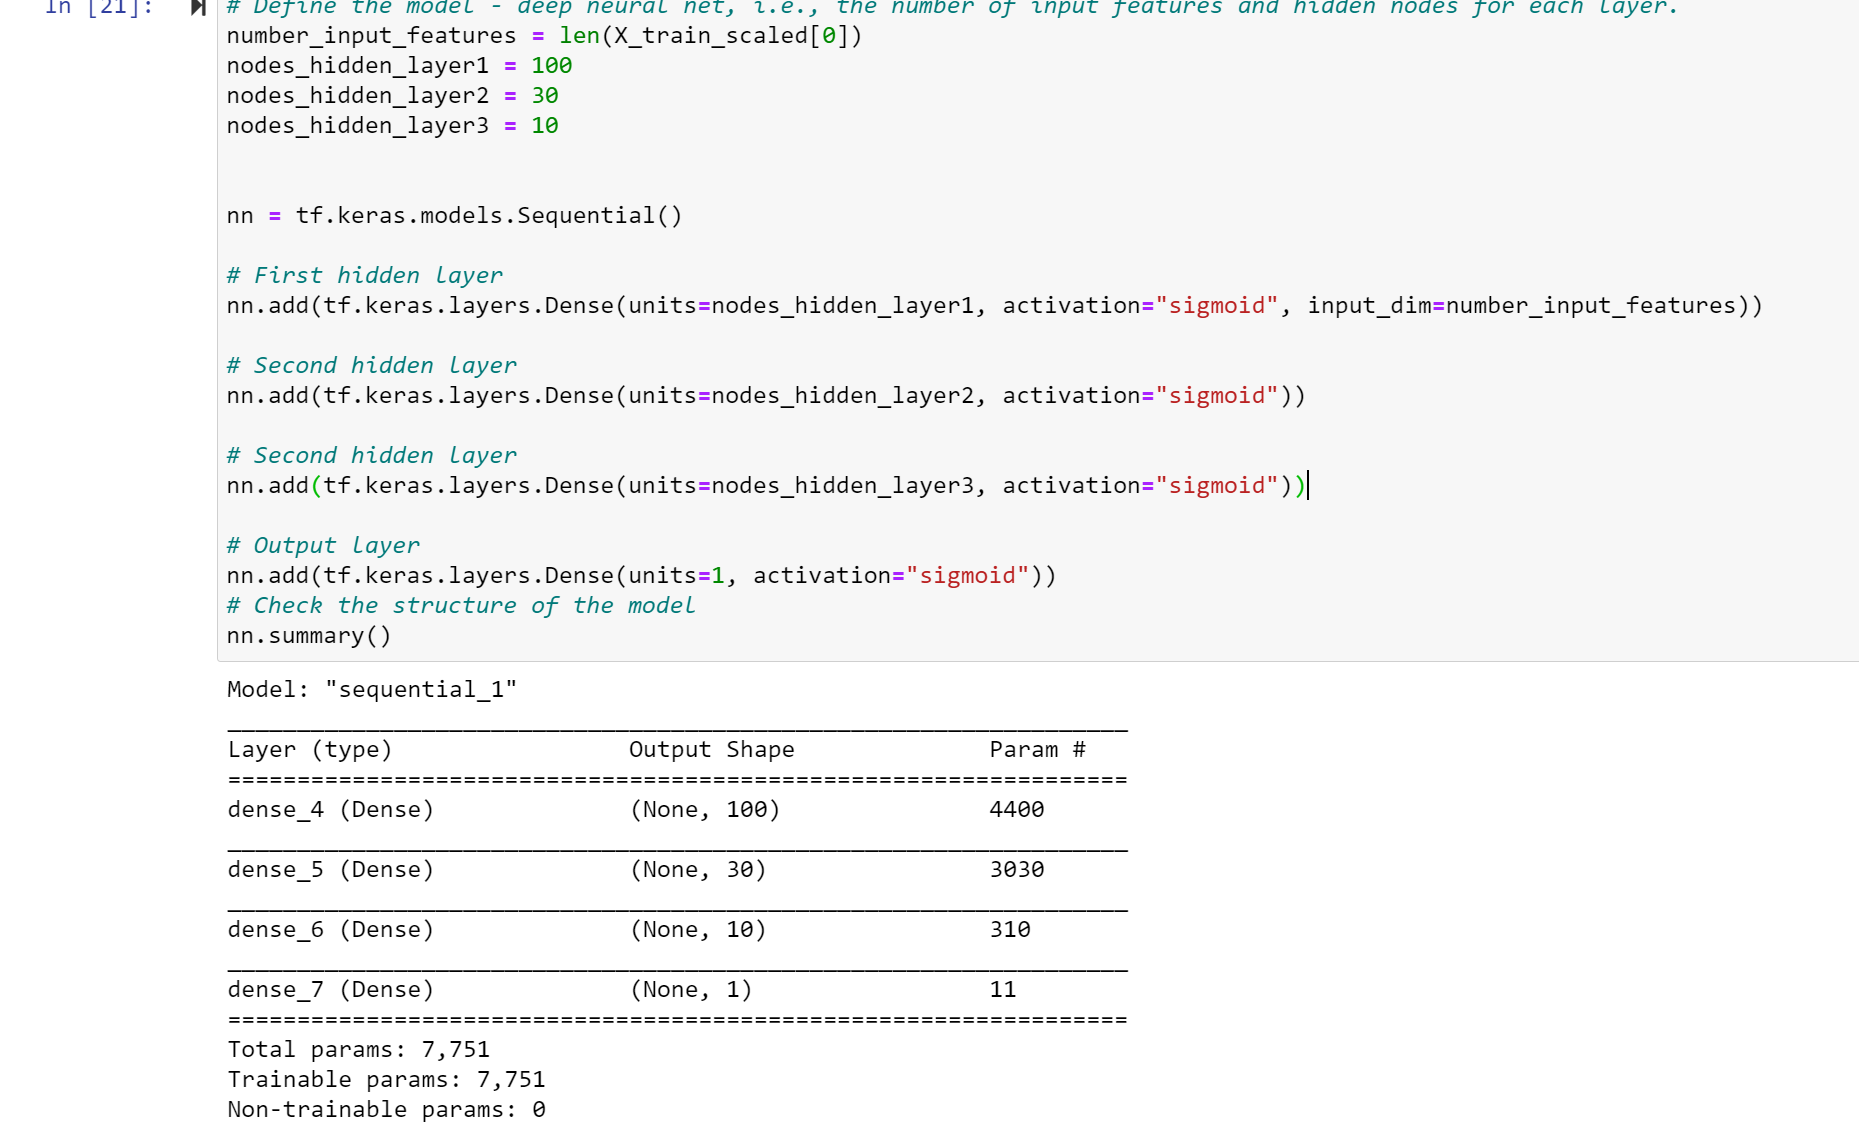 In [21]:
# Define the model - deep neural net, i.e., the number of input features and hidden nodes for each layer.
number_input_features = len(X_train_scaled[0])
nodes_hidden_layer1 = 100
nodes_hidden_layer2 = 30
nodes_hidden_layer3 = 10
nn = tf.keras.models.Sequential()
# First hidden layer
nn.add(tf.keras.layers.Dense(units=nodes_hidden_layer1, activation="sigmoid", input_dim=number_input_features))
# Second hidden layer
nn.add(tf.keras.layers.Dense(units=nodes_hidden_layer2, activation="sigmoid"))
# Second hidden layer
nn.add(tf.keras.layers.Dense(units=nodes_hidden_layer3, activation="sigmoid"))
# Output layer
nn.add(tf.keras.layers.Dense(units=1, activation="sigmoid"))
# Check the structure of the model
nn.summary()
Model: "sequential_1"
_________________________________________________________________
Layer (type)                 Output Shape              Param #
=================================================================
dense_4 (Dense)              (None, 100)               4400
_________________________________________________________________
dense_5 (Dense)              (None, 30)                3030
_________________________________________________________________
dense_6 (Dense)              (None, 10)                310
_________________________________________________________________
dense_7 (Dense)              (None, 1)                 11
=================================================================
Total params: 7,751
Trainable params: 7,751
Non-trainable params: 0